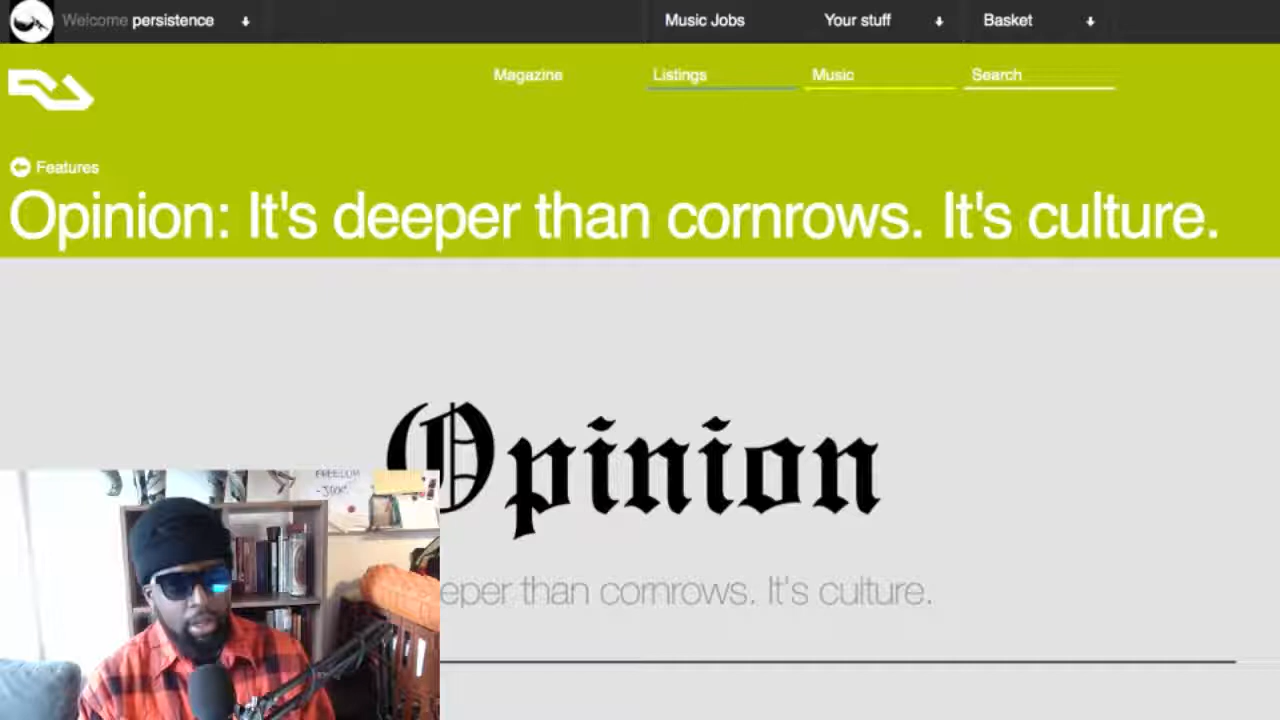 Welcome persistence
Music Jobs
Your stuff
Basket
Magazine
Listings
Music
Search
Features
Opinion: It's deeper than cornrows. It's culture.
Opinion
eper than cornrows. It's culture.
FREEDOM